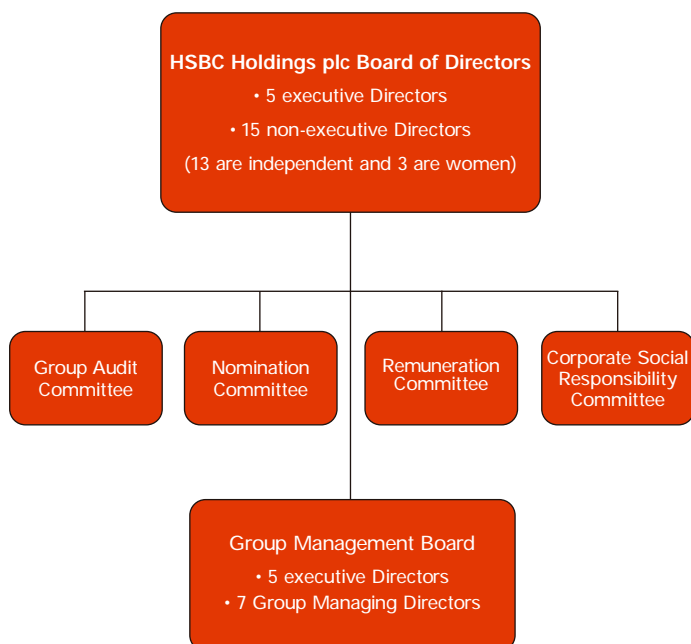 HSBC Holdings plc Board of Directors
• 5 executive Directors
• 15 non-executive Directors
(13 are independent and 3 are women)
Group Audit
Committee
Nomination
Committee
Remuneration
Committee
Corporate Social
Responsibility
Committee
Group Management Board
• 5 executive Directors
• 7 Group Managing Directors